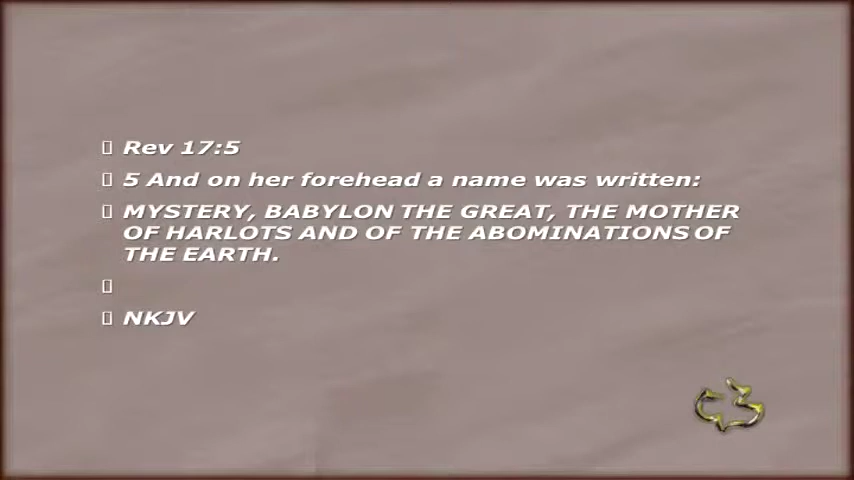 Rev 17:5
5 And on her forehead a name was written:
MYSTERY, BABYLON THE GREAT, THE MOTHER
OF HARLOTS AND OF THE ABOMINATIONS OF
THE EARTH.
NKJV